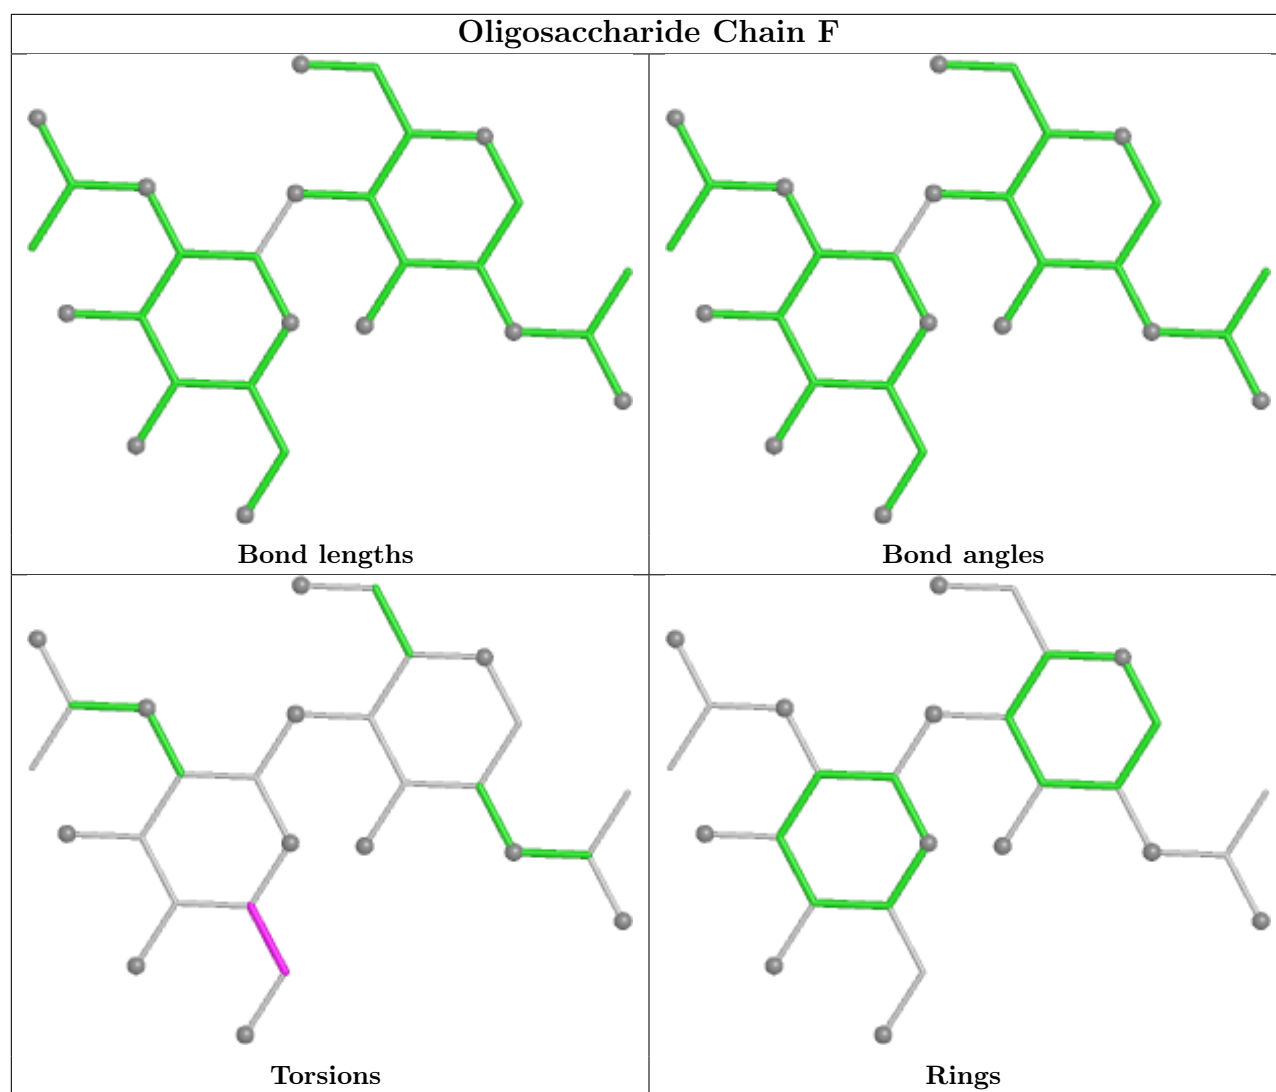 Oligosaccharide Chain F
Bond lengths
Bond angles
Torsions
Rings